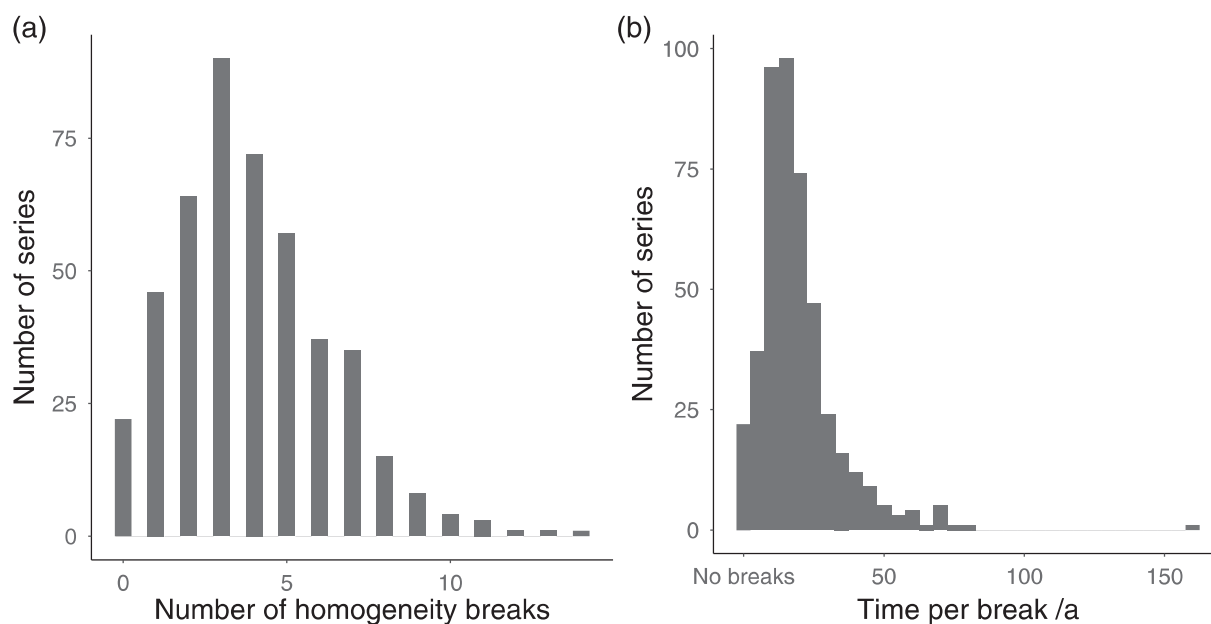 (a)
Number of series
75
50
25
0
0 5 10
Number of homogeneity breaks
(b)
Number of series
100
75
50
25
0
No breaks 50 100 150
Time per break /a